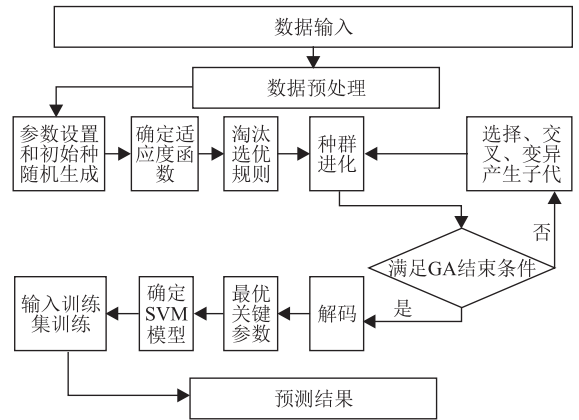 数据输入
数据预处理
参数设置
和初始种
随机生成
确定适
应度函
数
淘汰
选优
规则
种群
进化
选择、交
叉、变异
产生子代
否
满足GA结束条件
是
解码
最优
关键
参数
确定
SVM
模型
输入训练
集训练
预测结果